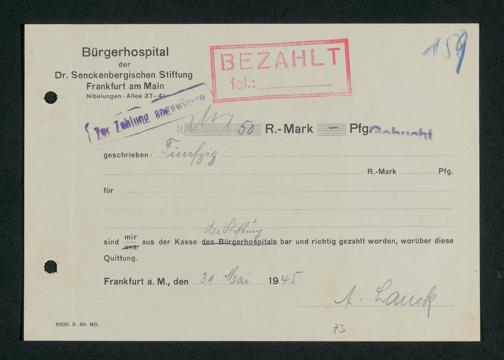 Bürgerhospital
der
Dr. Senckenbergischen Stiftung
Frankfurt am Main
Nibelungen-Allee 37-41
BEZAHLT
fol.:
159
Zur Zahlung angewiesen
50 R.-Mark — Pfg.
Gebucht
geschrieben: Fünfzig
R.-Mark Pfg.
für
der Stiftung
sind mir uns aus der Kasse des Bürgerhospitals bar und richtig gezahlt worden, worüber diese
Quittung.
Frankfurt a. M., den 31. Mai 1945
A. Lauck
73
5000. 5. 39. BD.